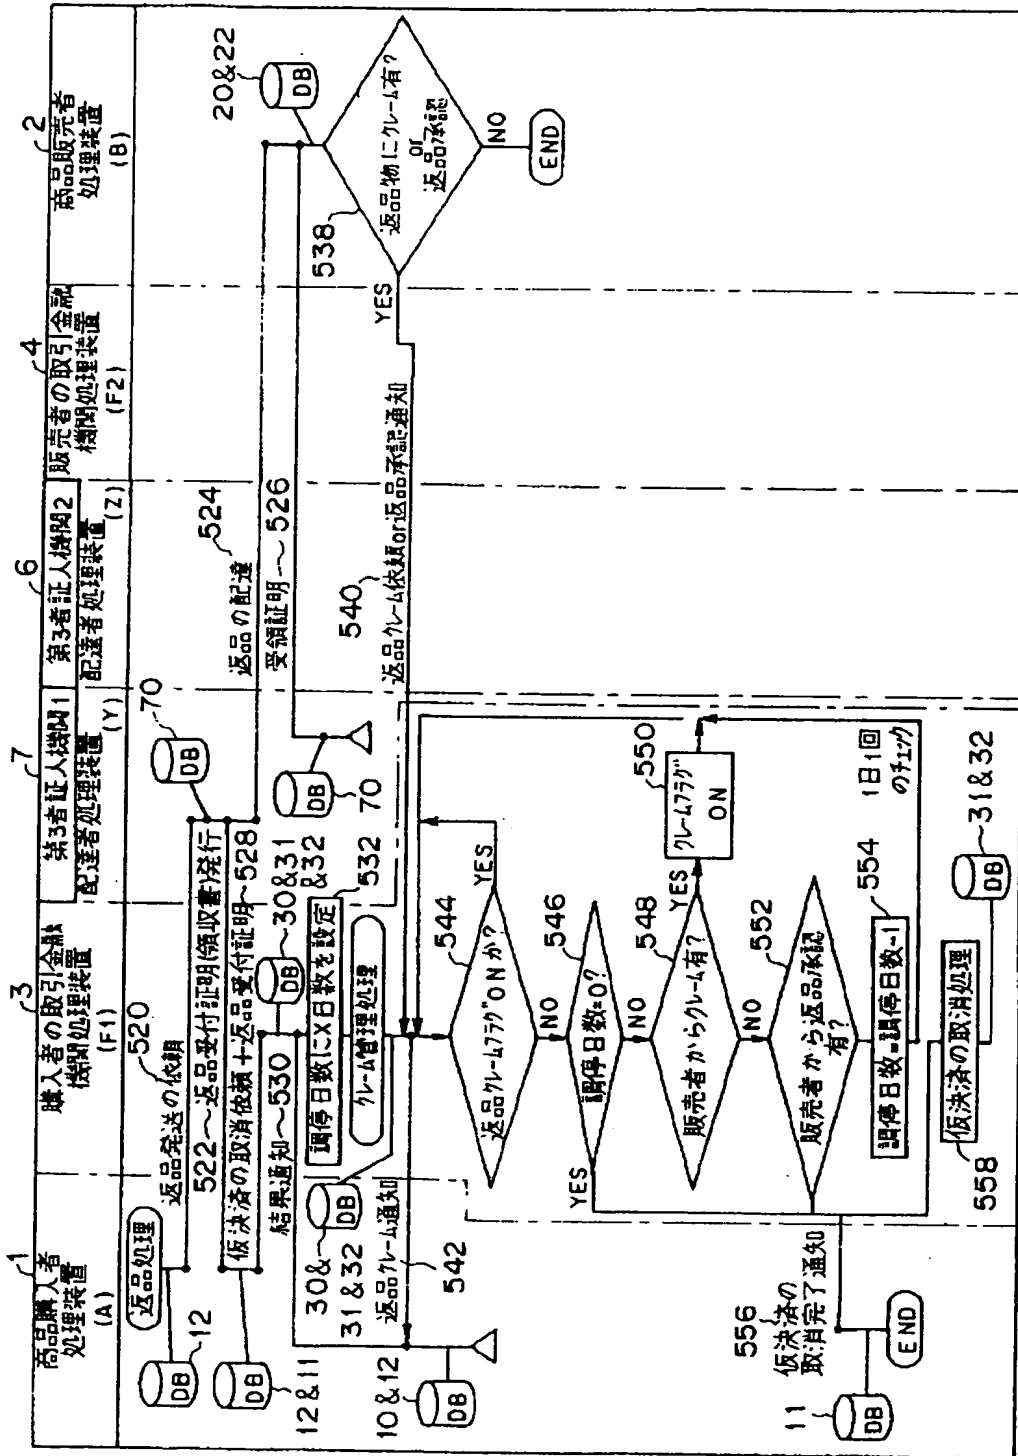 1
商品購入者
処理装置
(A)
3
購入者の取引金融
機関処理装置
(F1)
7
第3者証人機関1
配達者処理装置
(Y)
6
第3者証人機関2
配達者処理装置
(Z)
4
販売者の取引金融
機関処理装置
(F2)
2
商品販売者
処理装置
(B)
返品処理
520
返品発送の依頼
DB
12
522〜返品受付証明(領収書)発行
DB
70
仮決済の取消依頼+返品受付証明〜528
DB
12&11
524
返品の配達
結果通知〜530
DB
30&31
&32
受領証明〜526
DB
70
DB
20&22
調停日数にX日数を設定
532
クレーム管理処理
DB
30&
31&32
538
返品物にクレーム有?
or
返品承認
NO
END
YES
540
返品クレーム依頼or返品承認通知
返品クレーム通知
542
DB
10&12
544
返品クレームフラグONか?
YES
NO
546
調停日数=0?
YES
NO
548
販売者からクレーム有?
YES
550
クレームフラグ
ON
NO
552
販売者から返品承認
有?
554
調停日数=調停日数-1
1日1回
のチェック
仮決済の取消処理
558
DB
31&32
556
仮決済の
取消完了通知
DB
11
END